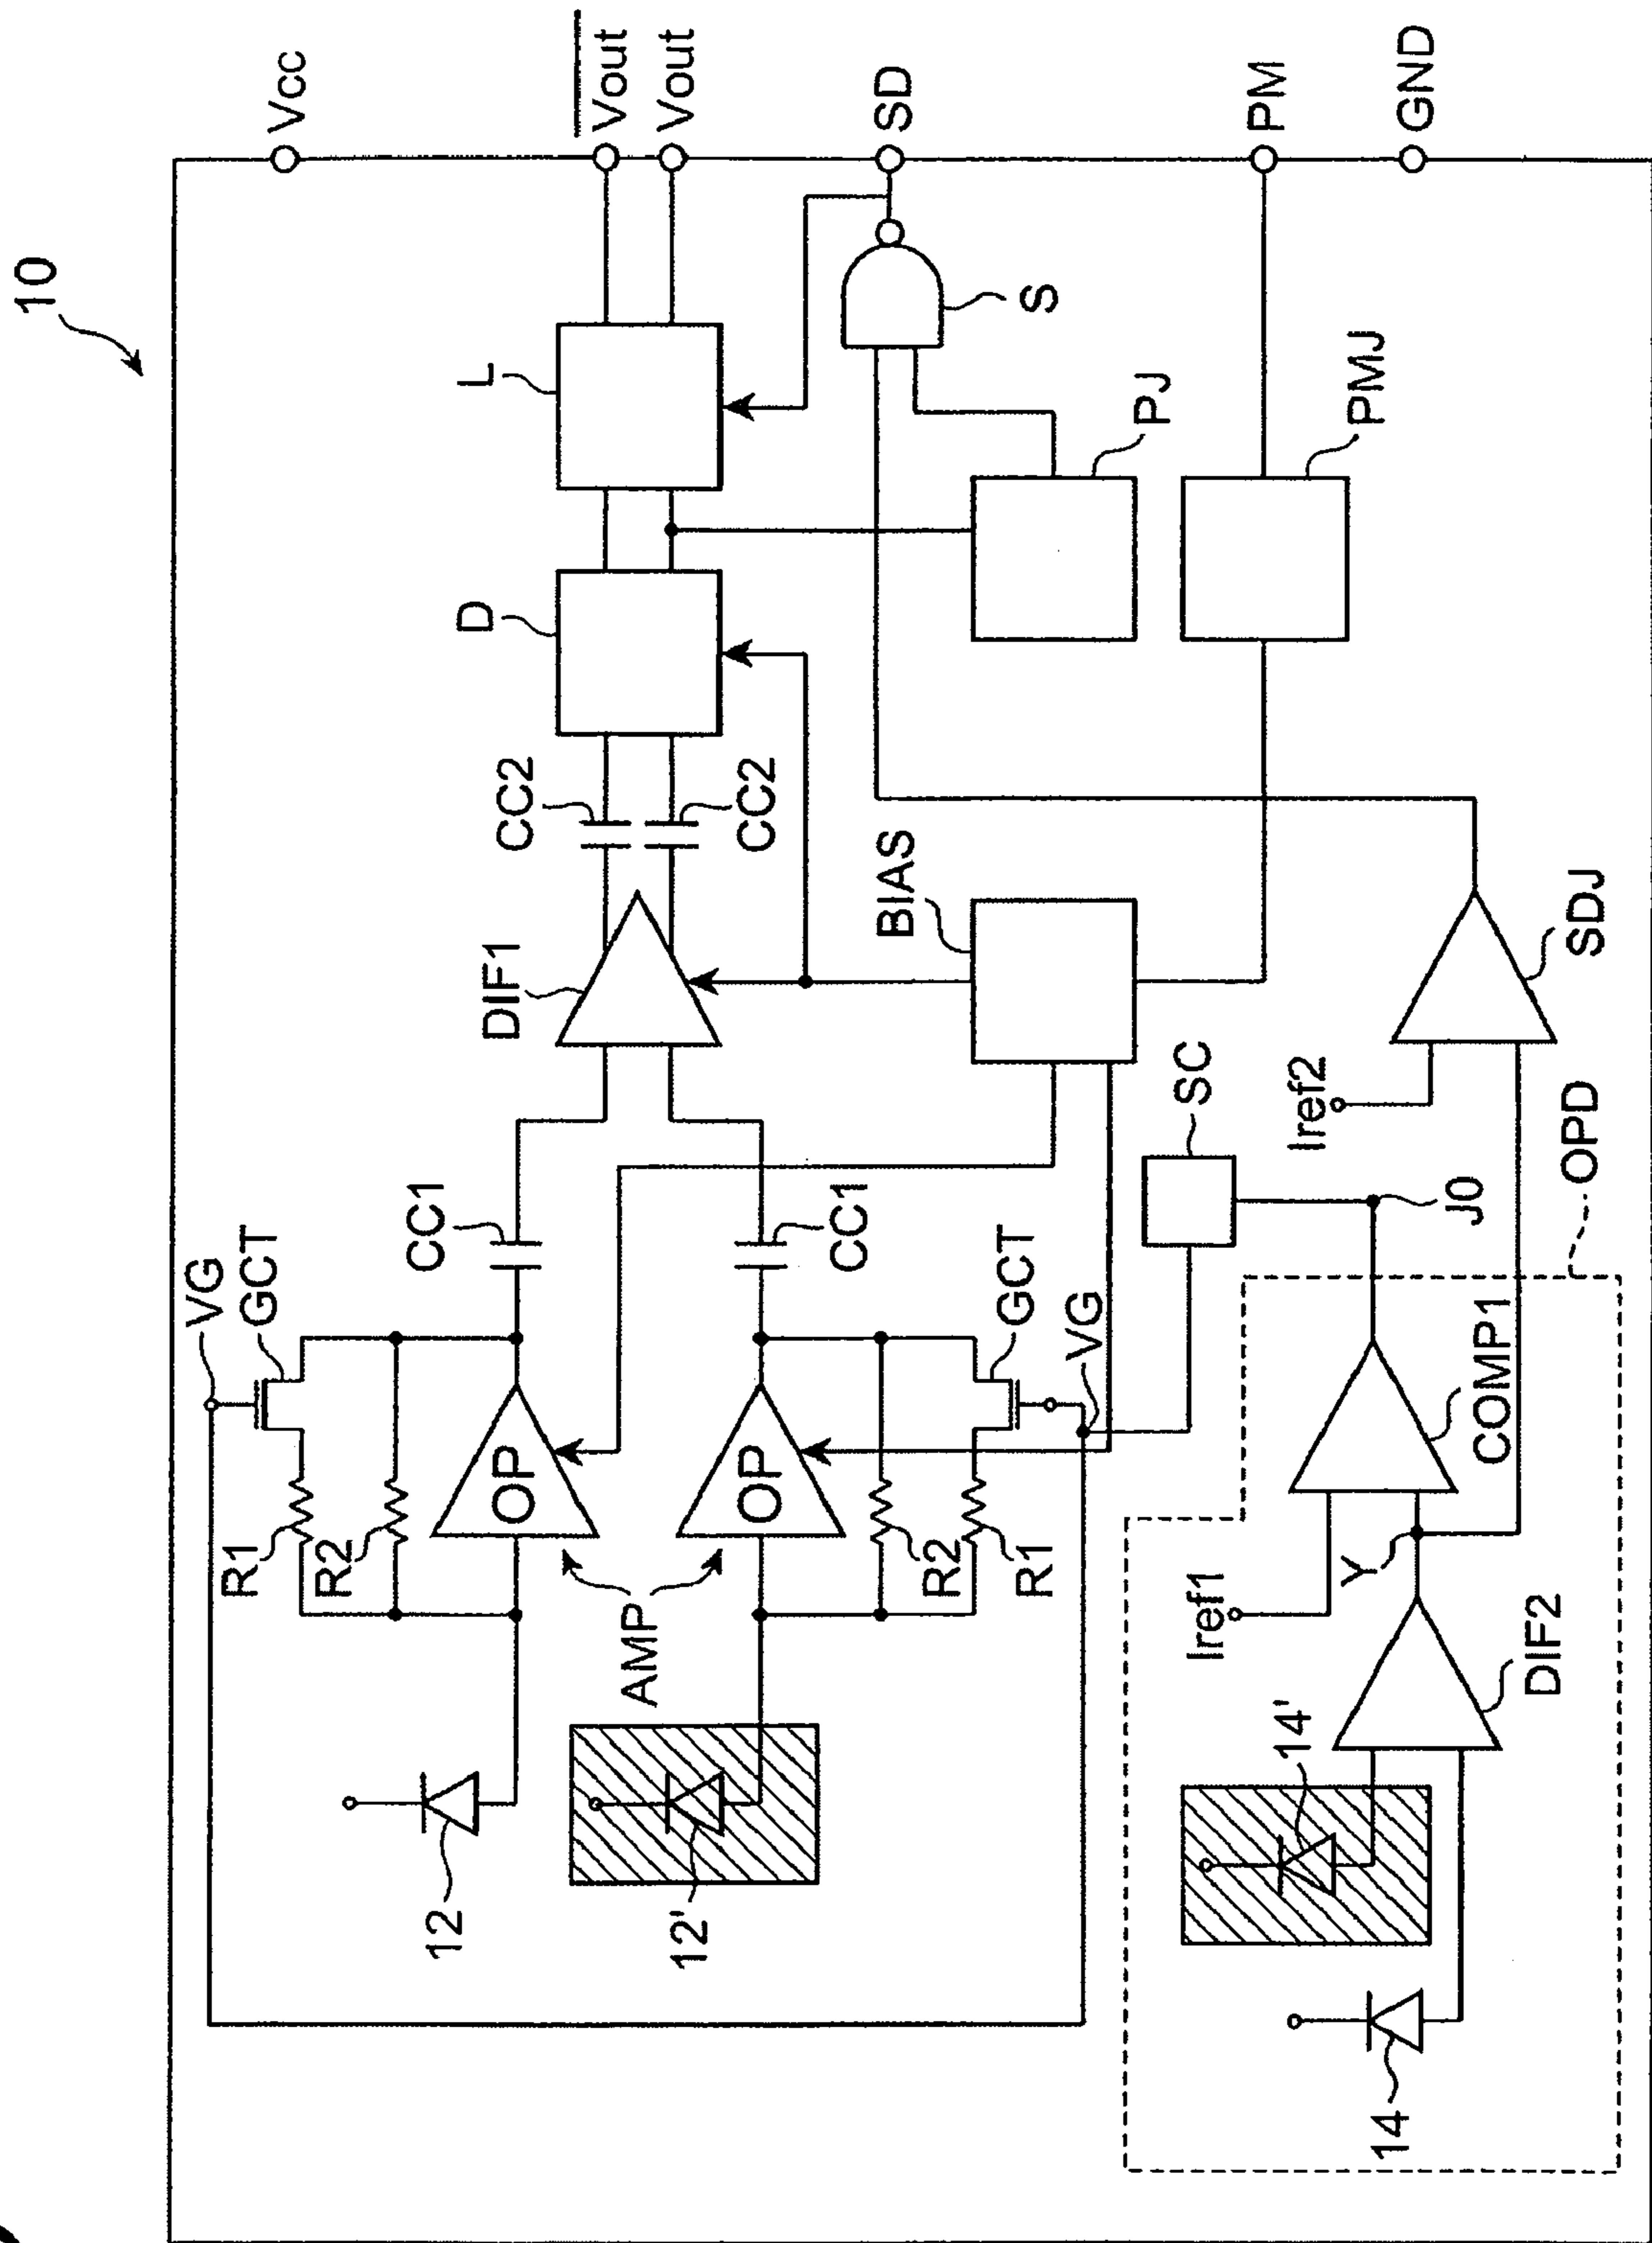 10
Vcc
Vout
Vout
SD
PM
GND
L
S
D
PJ
PMJ
CC2
CC2
BIAS
DIF1
SDJ
SC
Iref2
OPD
J0
CC1
CC1
VG
GCT
GCT
VG
COMP1
OP
OP
R1
R2
R2
R1
AMP
Iref1
Y
DIF2
12
12'
14'
14